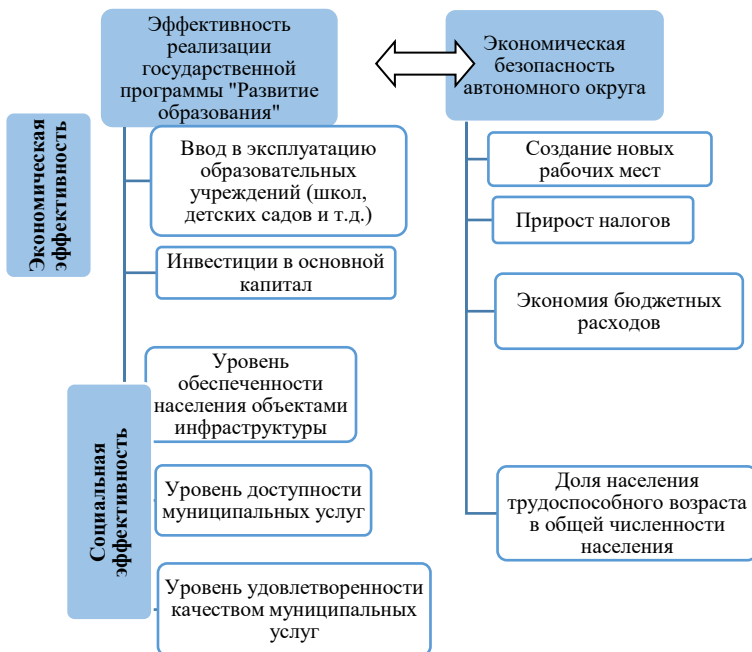 Эффективность
реализации
государственной
программы "Развитие
образования"
Экономическая
безопасность
автономного округа
Экономическая
эффективность
Ввод в эксплуатацию
образовательных
учреждений (школ,
детских садов и т.д.)
Инвестиции в основной
капитал
Создание новых
рабочих мест
Прирост налогов
Экономия бюджетных
расходов
Социальная
эффективность
Уровень
обеспеченности
населения объектами
инфраструктуры
Уровень доступности
муниципальных услуг
Уровень удовлетворенности
качеством муниципальных
услуг
Доля населения
трудоспособного возраста
в общей численности
населения